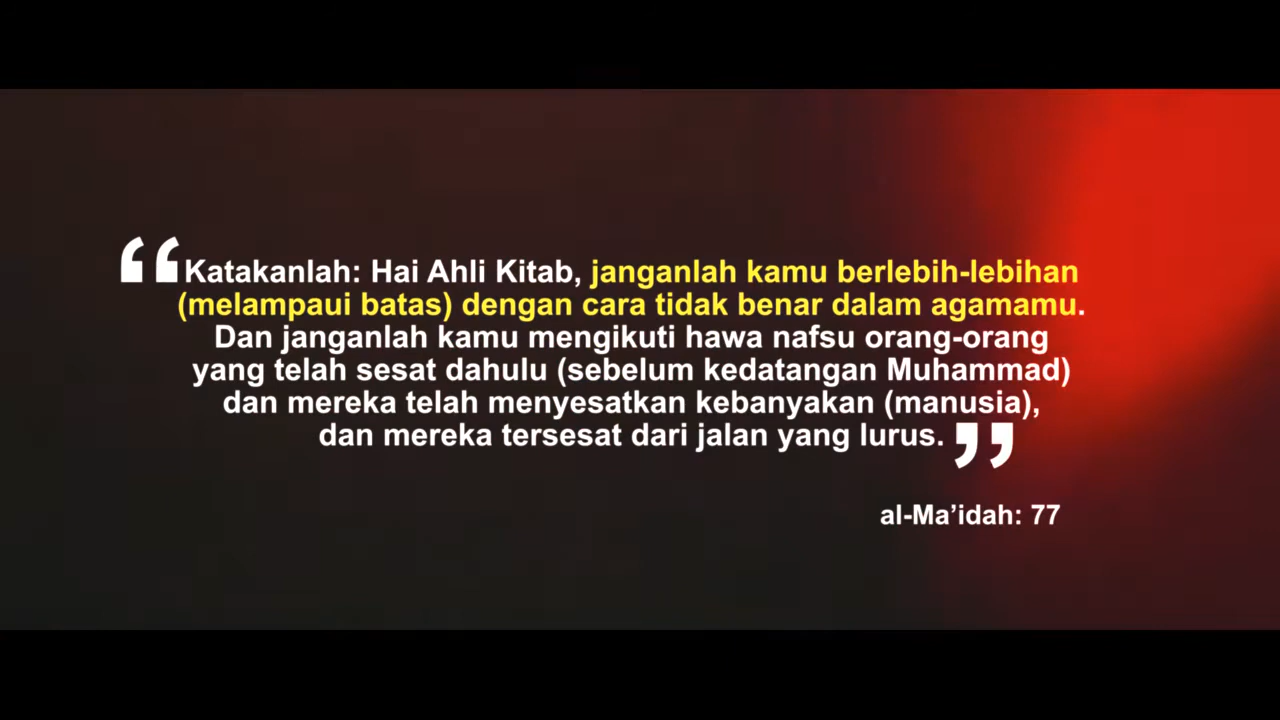 “Katakanlah: Hai Ahli Kitab, janganlah kamu berlebih-lebihan
(melampaui batas) dengan cara tidak benar dalam agamamu.
Dan janganlah kamu mengikuti hawa nafsu orang-orang
yang telah sesat dahulu (sebelum kedatangan Muhammad)
dan mereka telah menyesatkan kebanyakan (manusia),
dan mereka tersesat dari jalan yang lurus.”
al-Ma’idah: 77